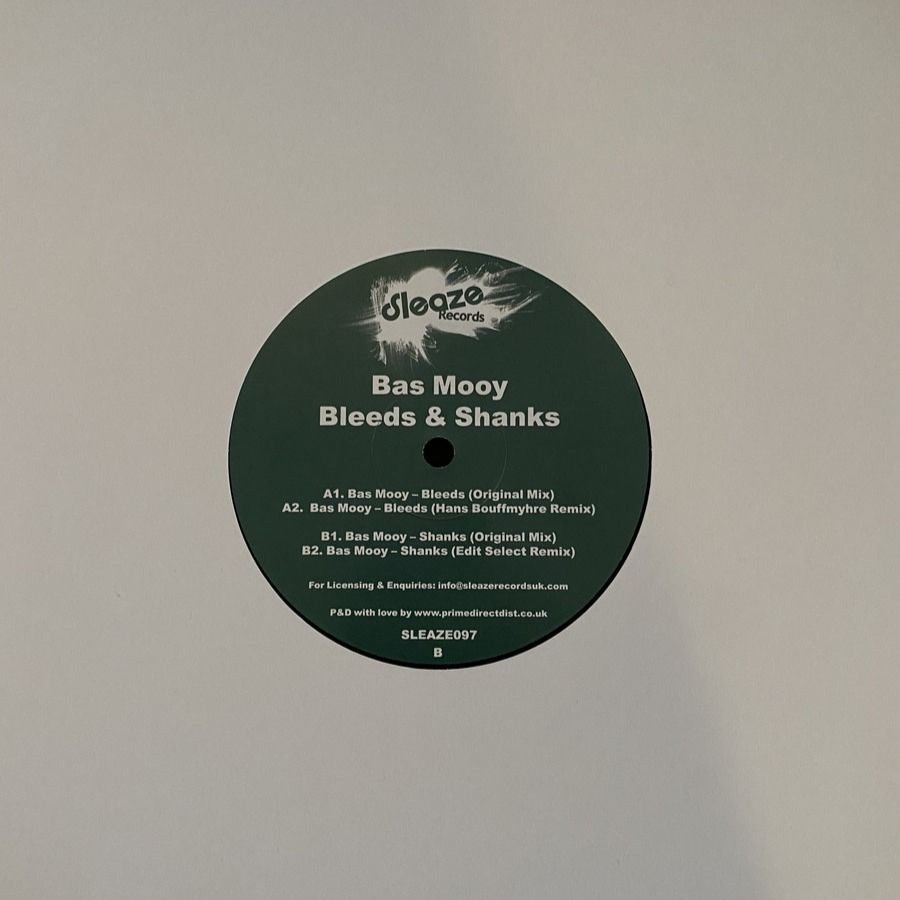 Sleaze
Records
Bas Mooy
Bleeds & Shanks
A1. Bas Mooy – Bleeds (Original Mix)
A2. Bas Mooy – Bleeds (Hans Bouffmyhre Remix)
B1. Bas Mooy – Shanks (Original Mix)
B2. Bas Mooy – Shanks (Edit Select Remix)
For Licensing & Enquiries: info@sleazerecordsuk.com
P&D with love by www.primedirectdist.co.uk
SLEAZE097
B